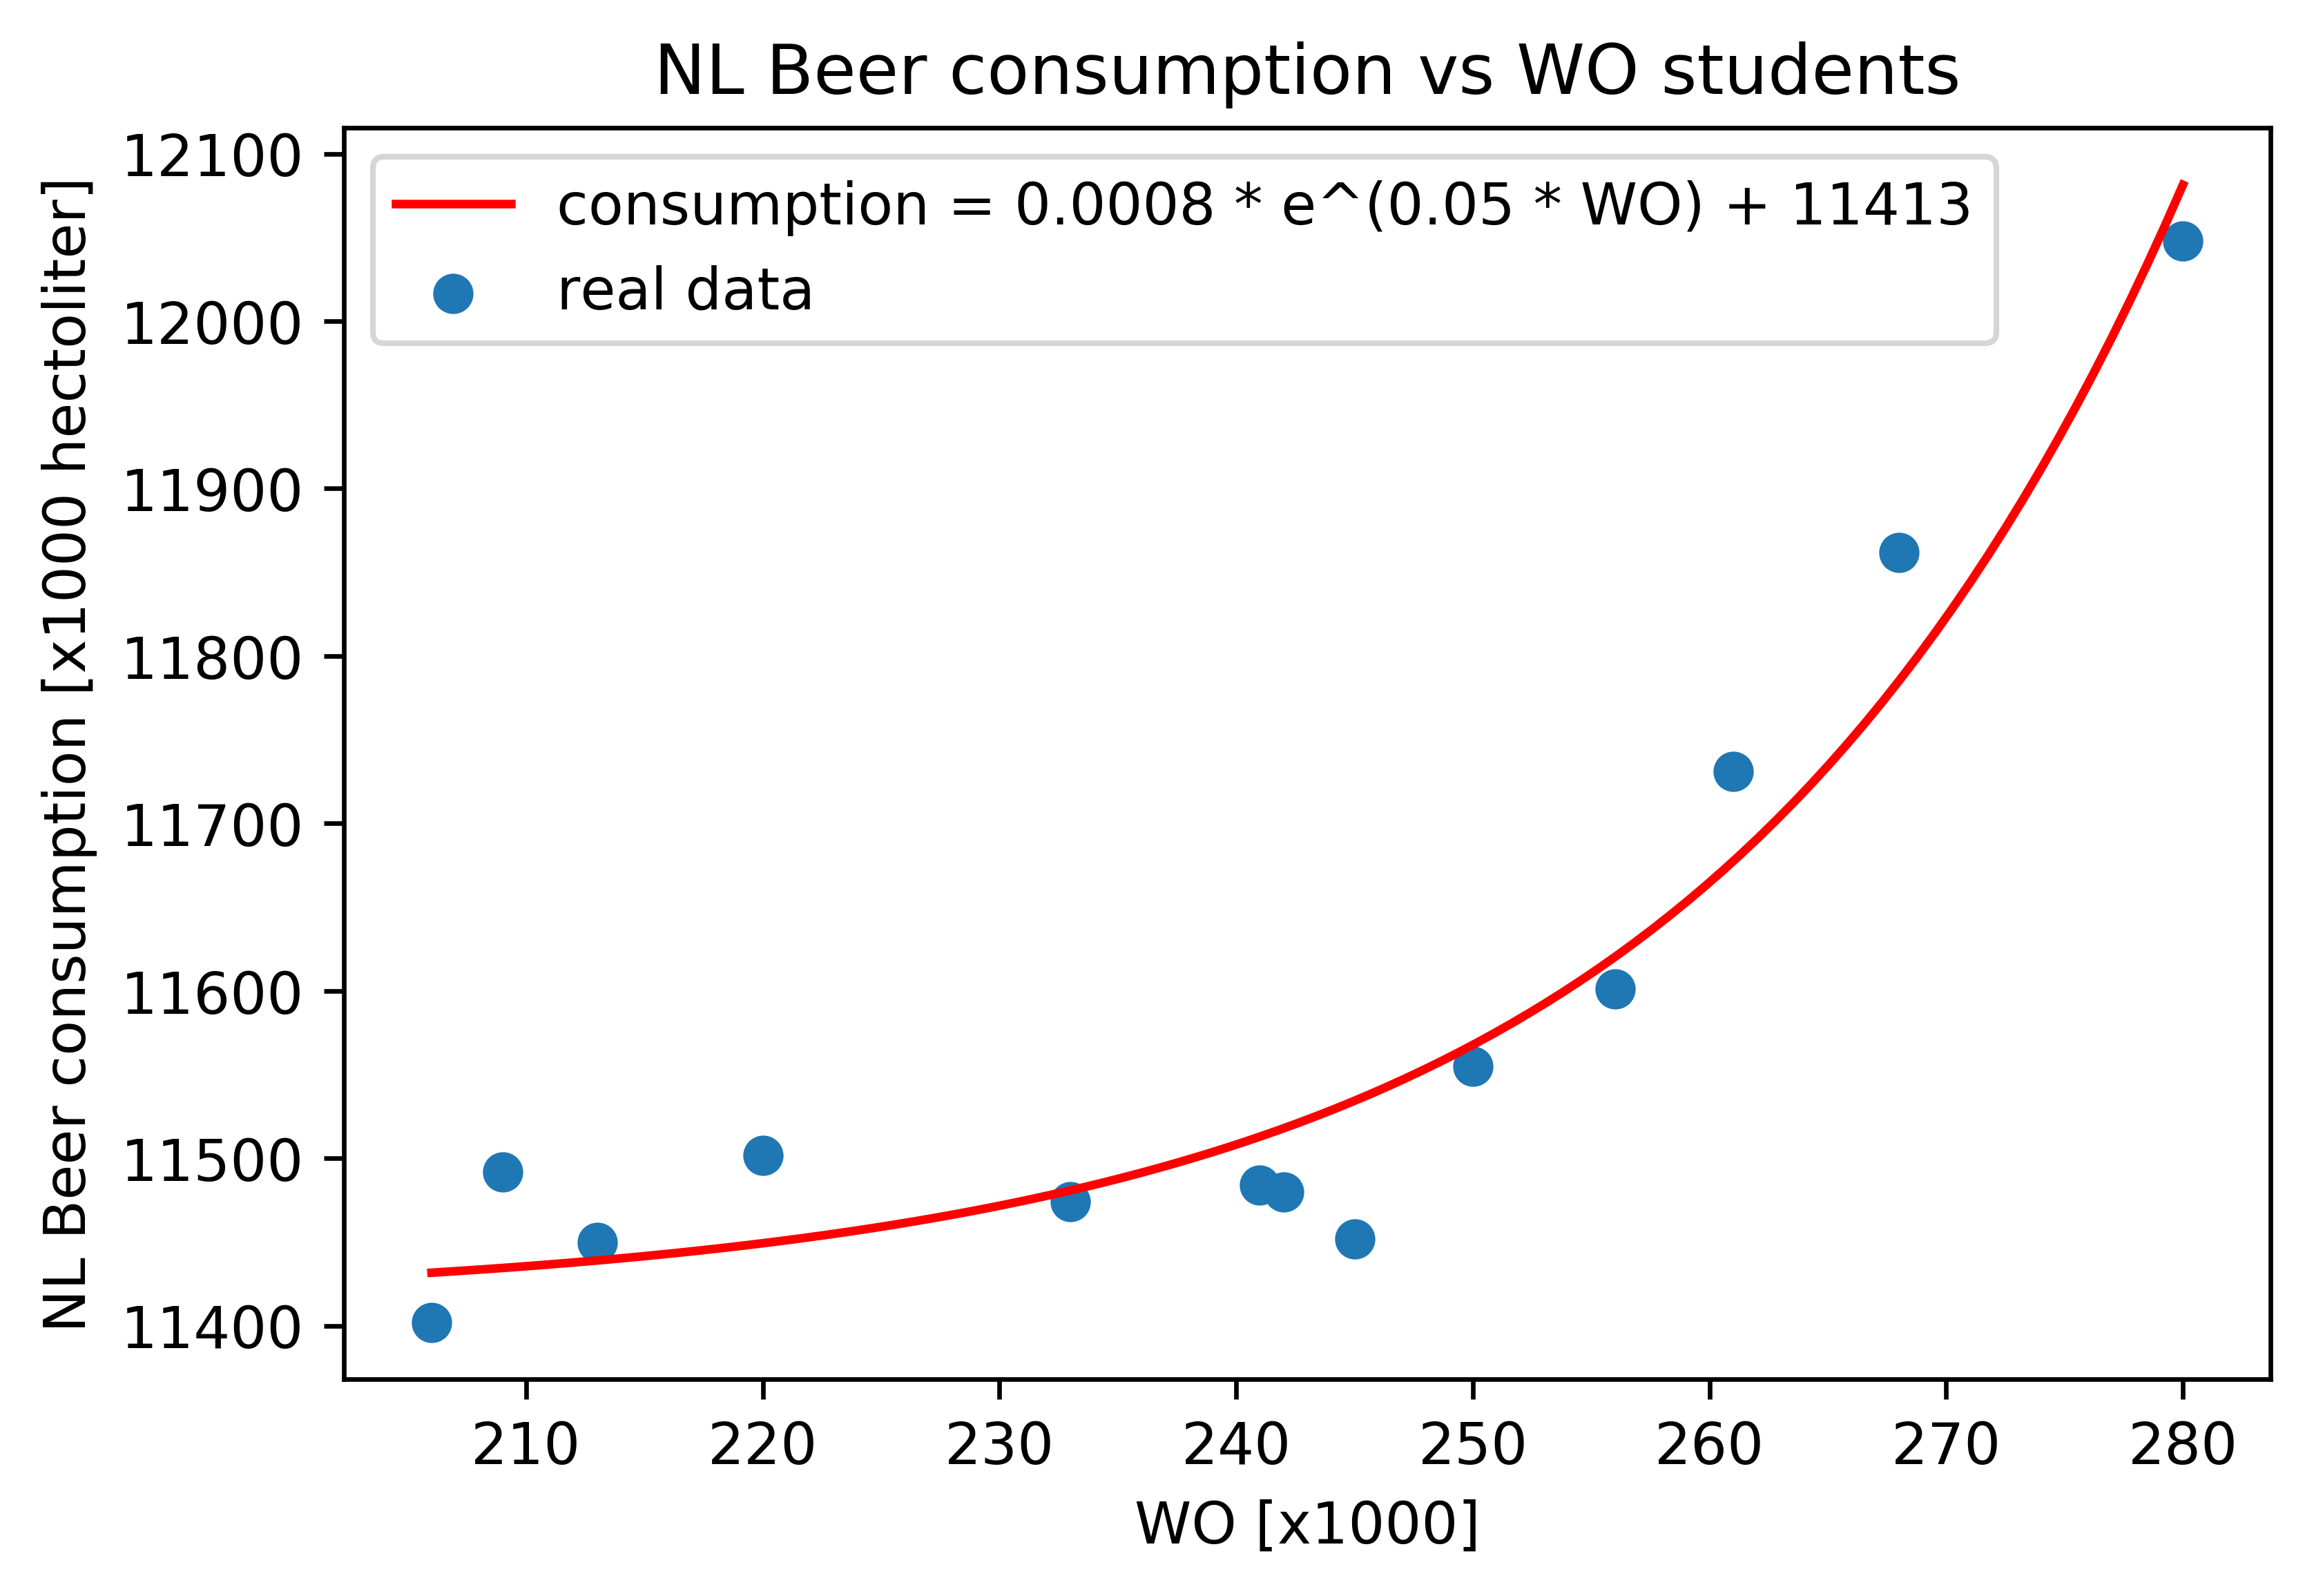 NL Beer consumption vs WO students
consumption = 0.0008 * e^(0.05 * WO) + 11413
real data
NL Beer consumption [x1000 hectoliter]
12100
12000
11900
11800
11700
11600
11500
11400
210 220 230 240 250 260 270 280
WO [x1000]